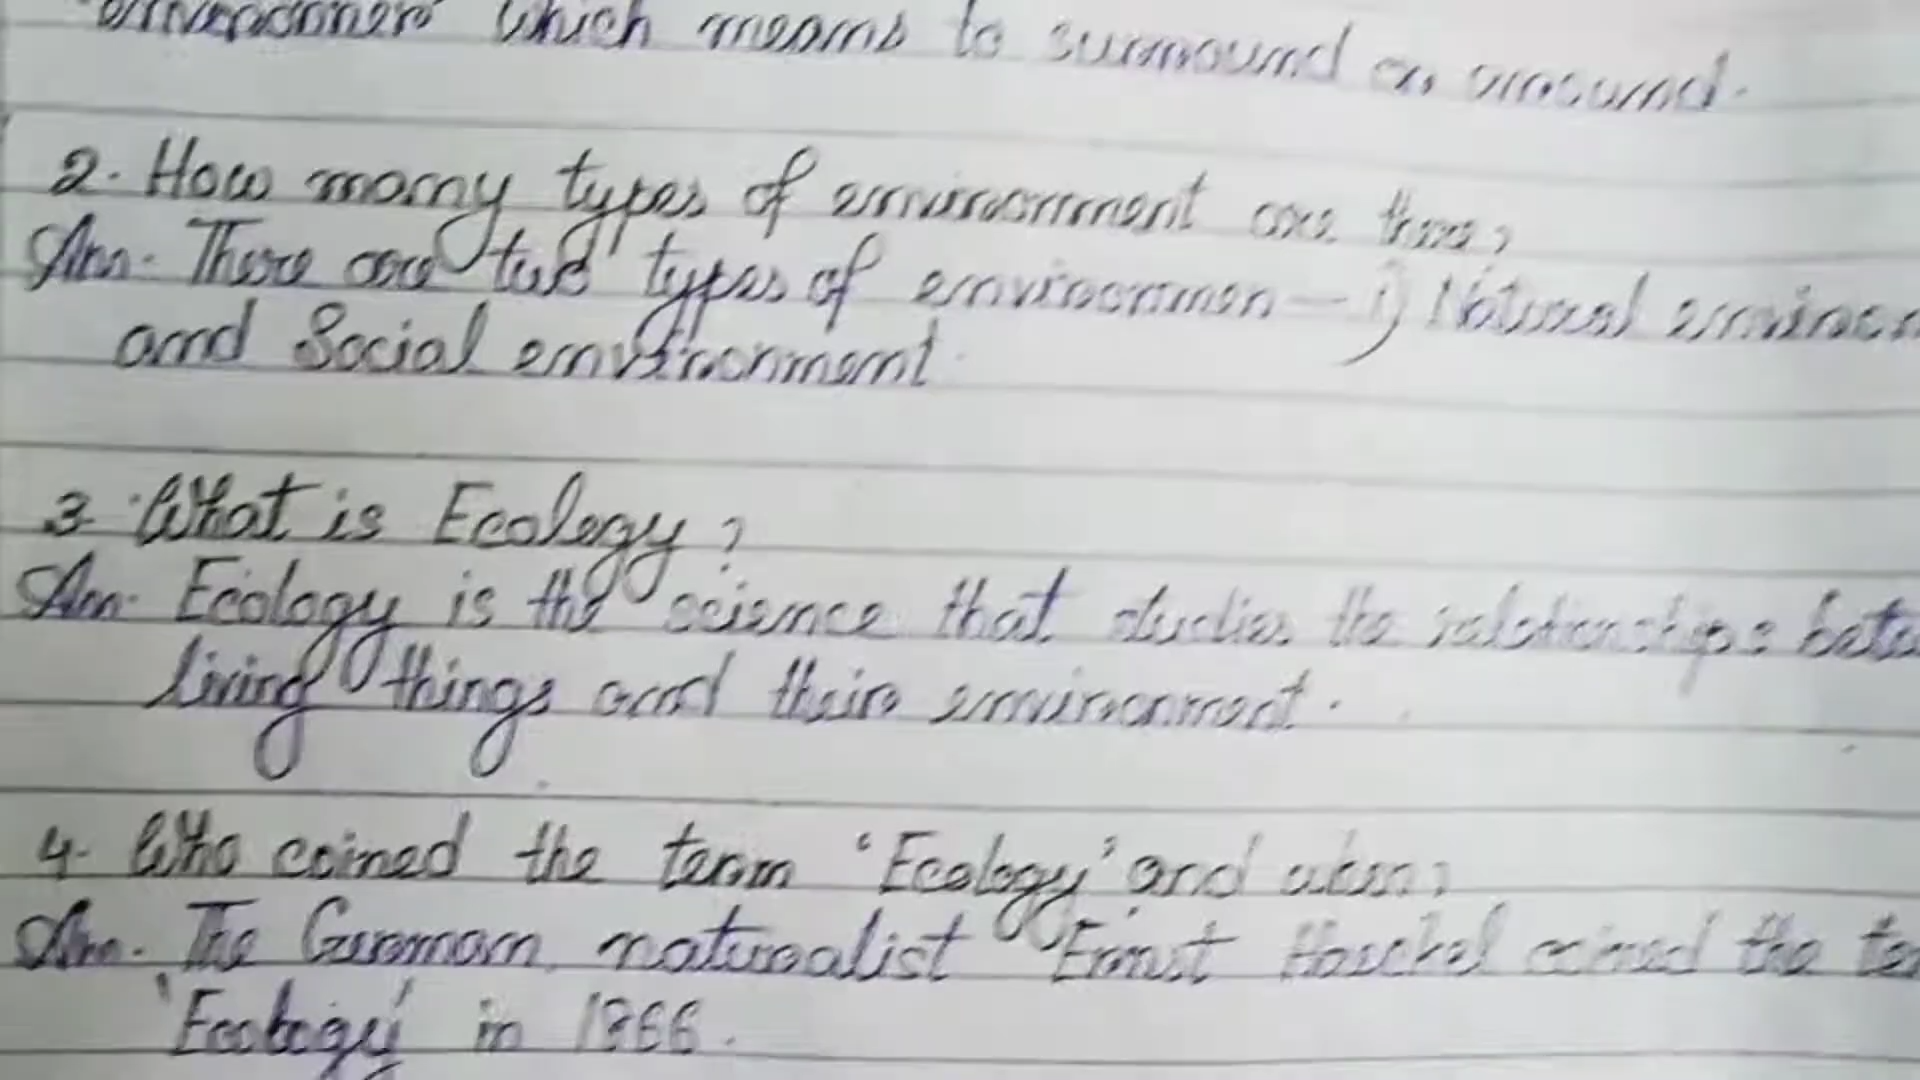 which means to surround or around.
2. How many types of environment are there?
Ans. There are two types of environmen — i) Natural environ
and Social environment.
3. What is Ecology?
Ans. Ecology is the science that studies the relationships betw
living things and their environment.
4. Who coined the term 'Ecology' and when?
Ans. The German naturalist Ernst Haeckel coined the te
'Ecology' in 1866.